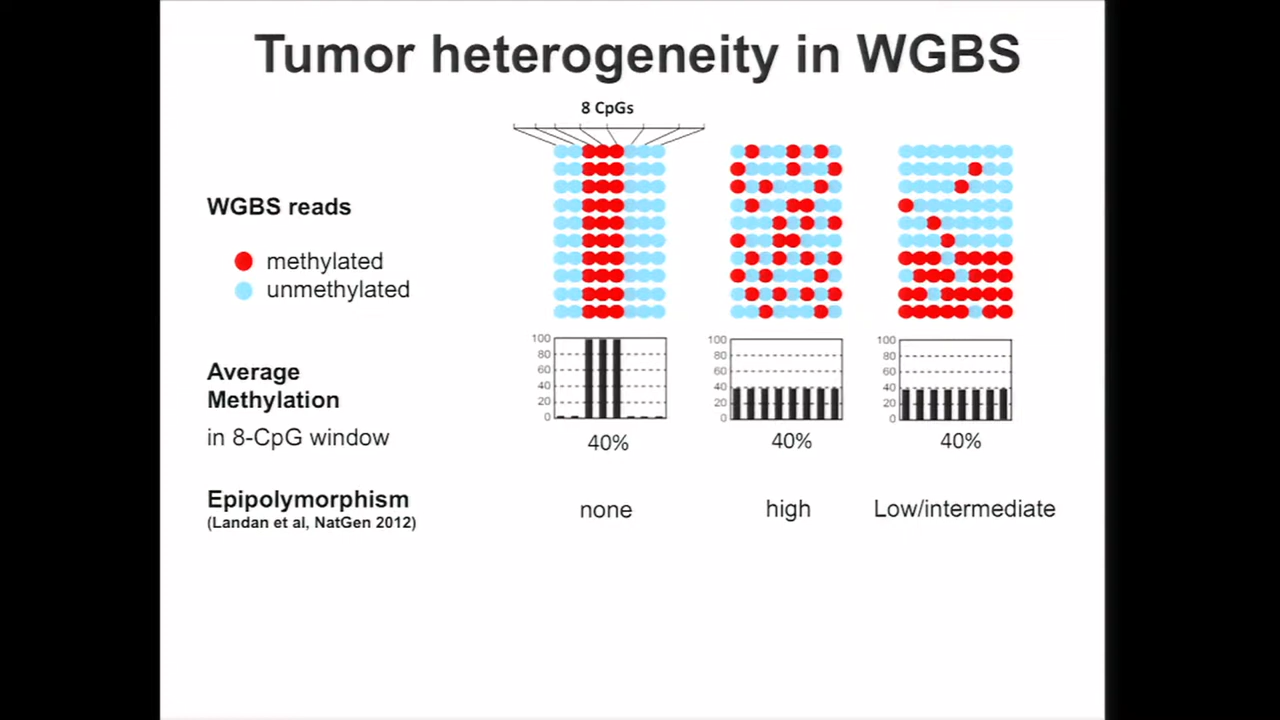 Tumor heterogeneity in WGBS
8 CpGs
WGBS reads
methylated
unmethylated
Average
Methylation
in 8-CpG window
100
80
60
40
20
0
100
80
60
40
20
0
100
80
60
40
20
0
40%
40%
40%
Epipolymorphism
(Landan et al, NatGen 2012)
none
high
Low/intermediate